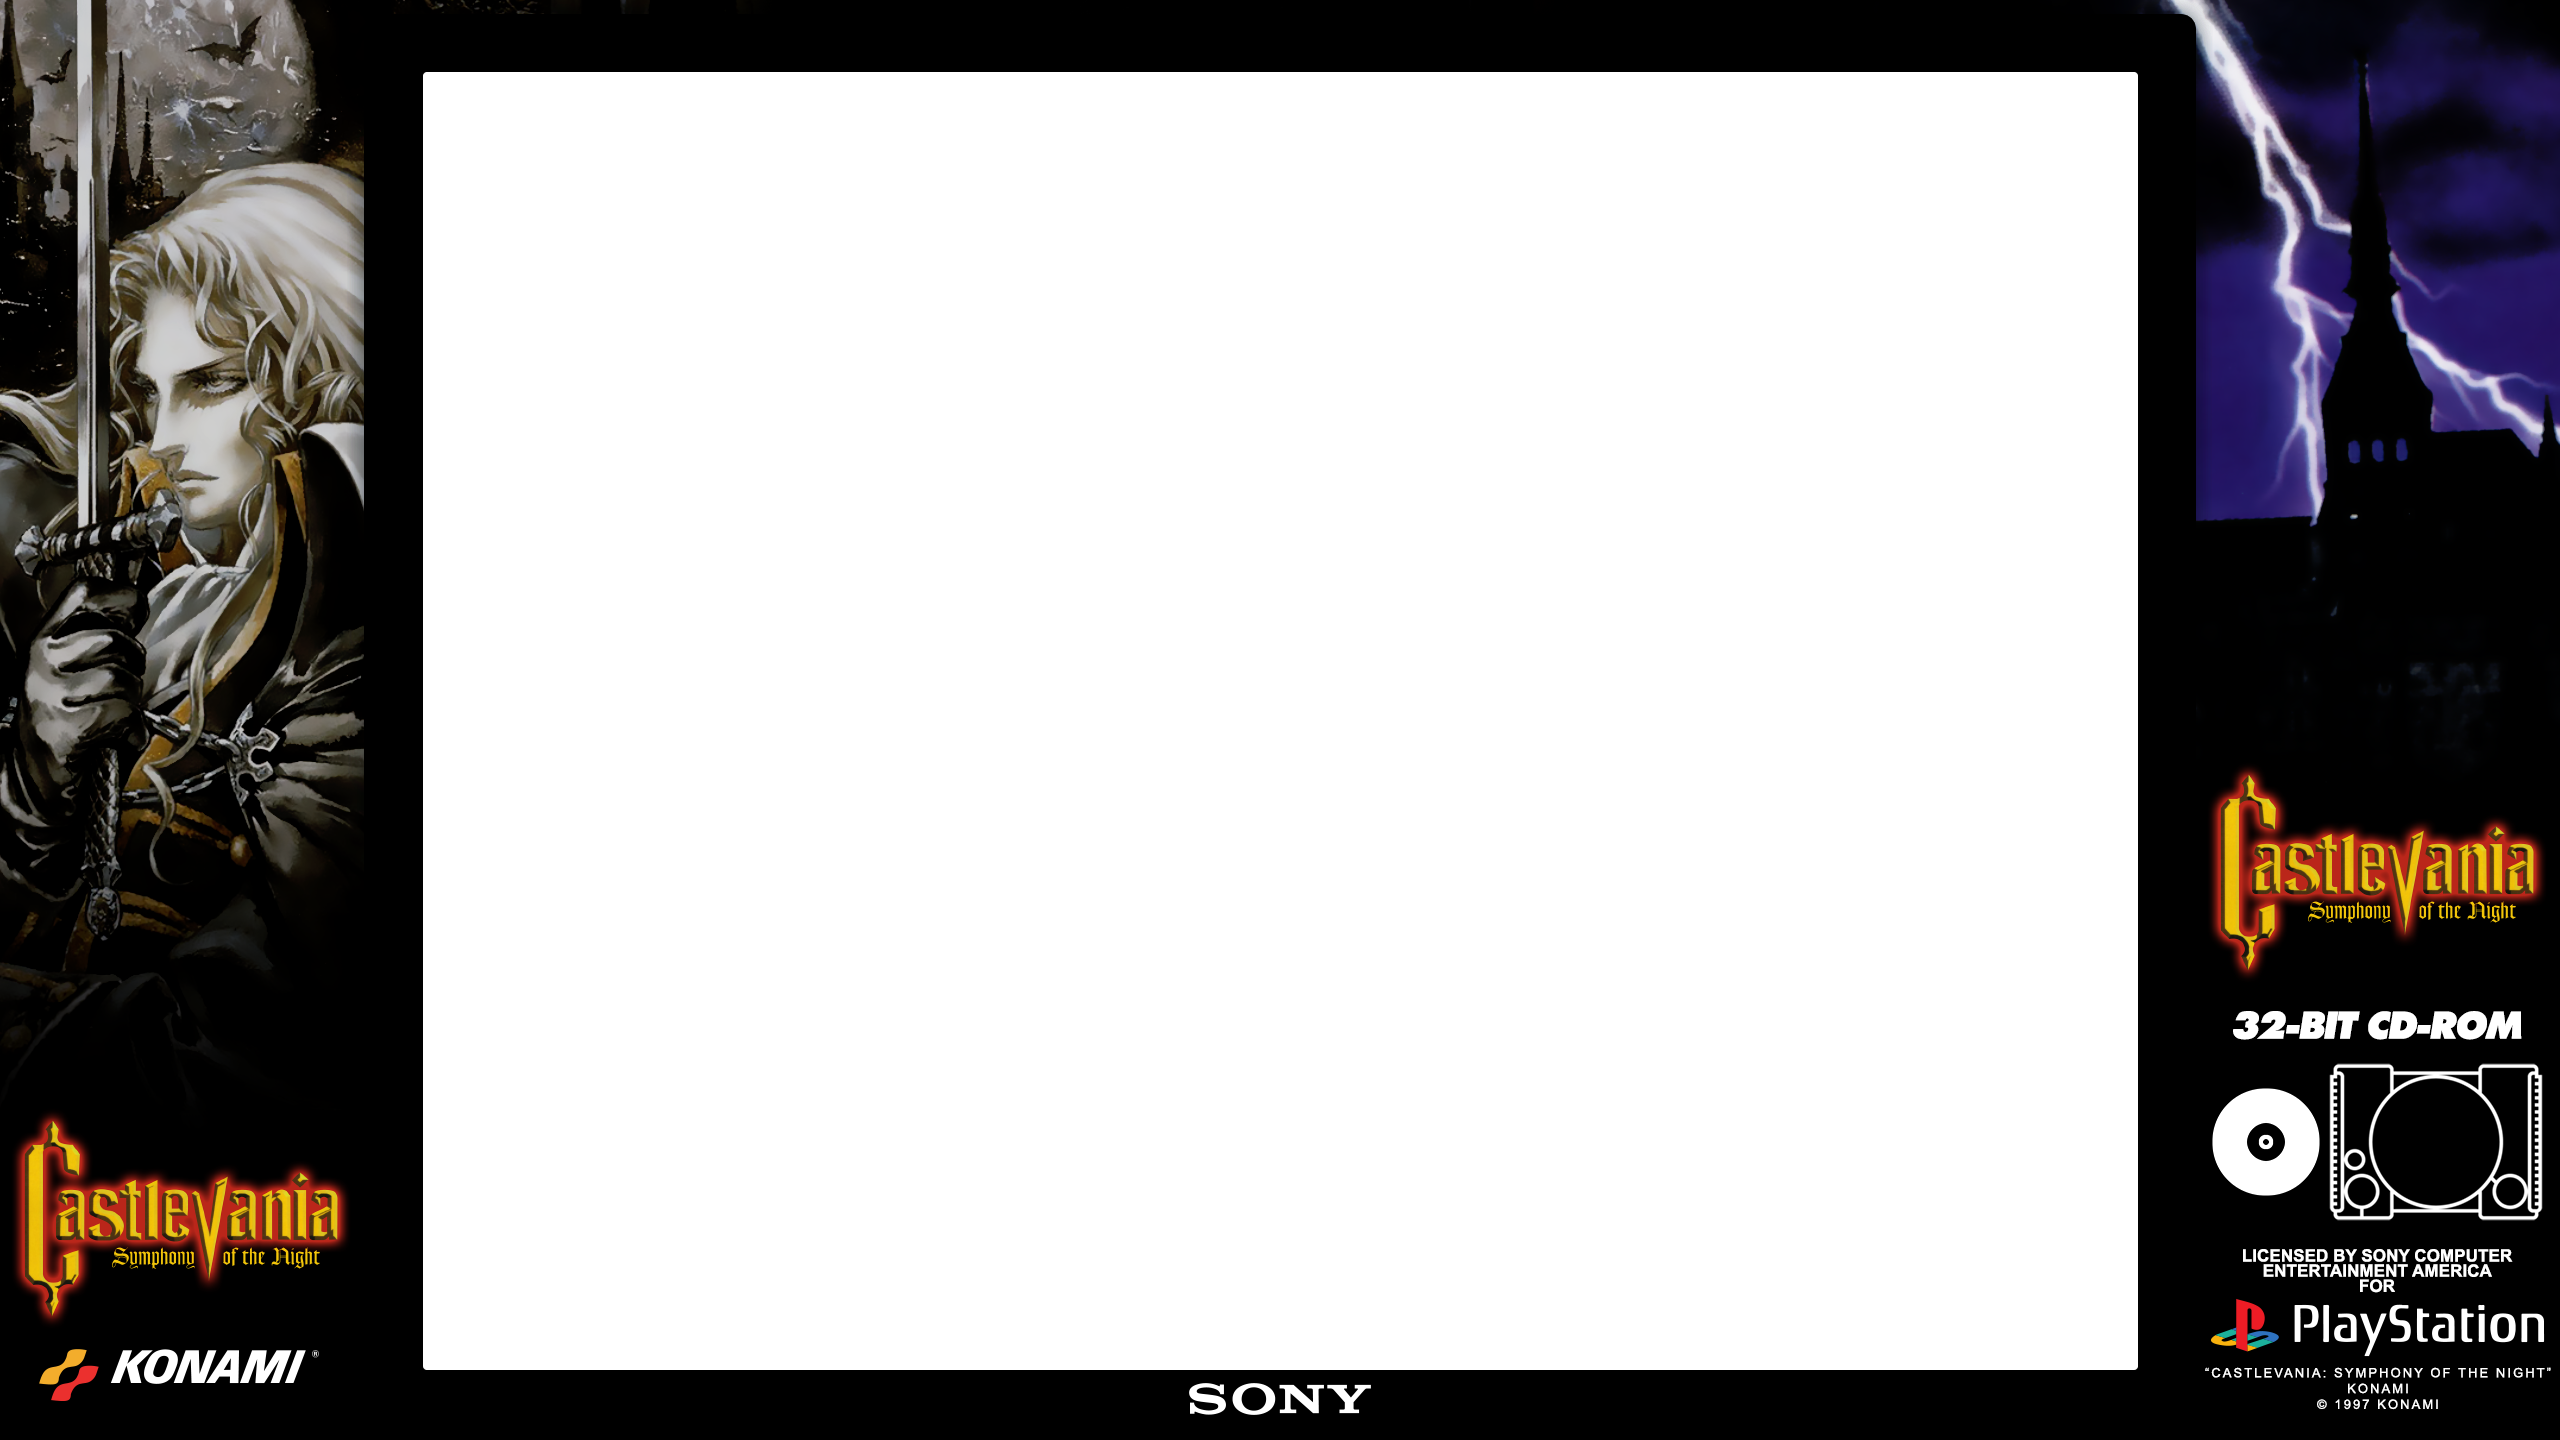 Castlevania
Symphony of the Night
KONAMI ®
SONY
Castlevania
Symphony of the Night
32-BIT CD-ROM
LICENSED BY SONY COMPUTER
ENTERTAINMENT AMERICA
FOR
PlayStation
“CASTLEVANIA: SYMPHONY OF THE NIGHT”
KONAMI
© 1997 KONAMI